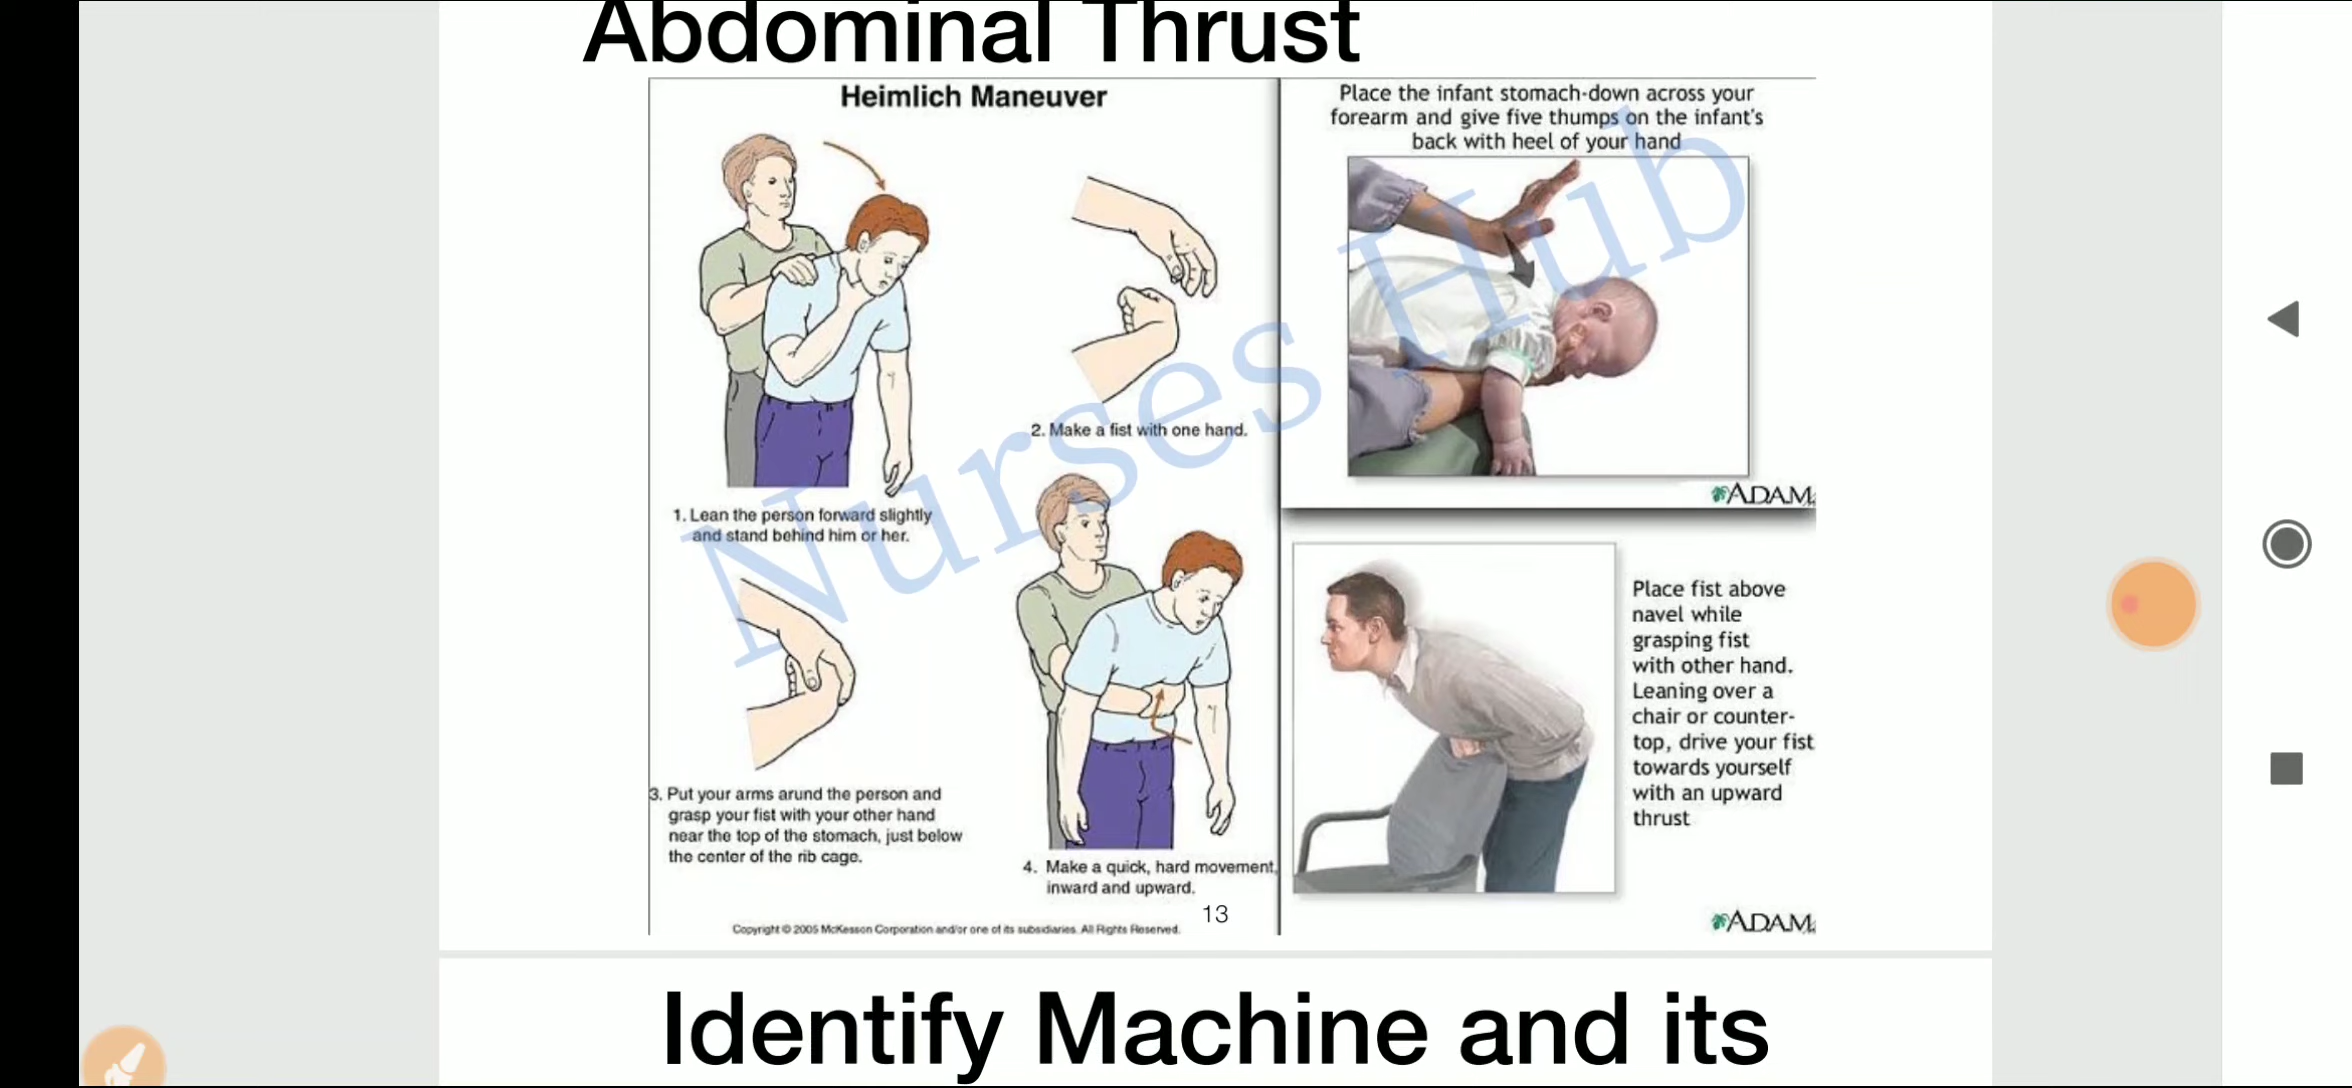 Abdominal Thrust
Heimlich Maneuver
1. Lean the person forward slightly
and stand behind him or her.
2. Make a fist with one hand.
3. Put your arms arund the person and
grasp your fist with your other hand
near the top of the stomach, just below
the center of the rib cage.
4. Make a quick, hard movement,
inward and upward.
13
Copyright © 2005 McKesson Corporation and/or one of its subsidiaries. All Rights Reserved.
Place the infant stomach-down across your
forearm and give five thumps on the infant's
back with heel of your hand
ADAM
Place fist above
navel while
grasping fist
with other hand.
Leaning over a
chair or counter-
top, drive your fist
towards yourself
with an upward
thrust
ADAM
Nurses Hub
Identify Machine and its